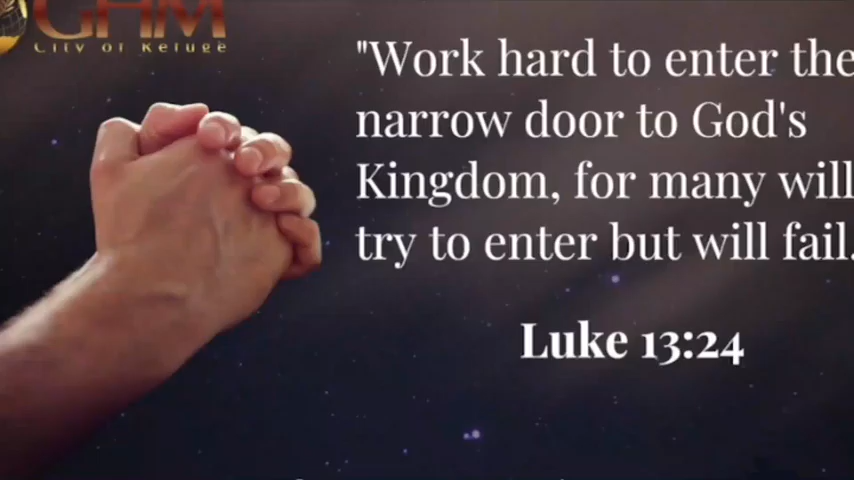 GHM
City of Refuge
"Work hard to enter the
narrow door to God's
Kingdom, for many will
try to enter but will fail.
Luke 13:24